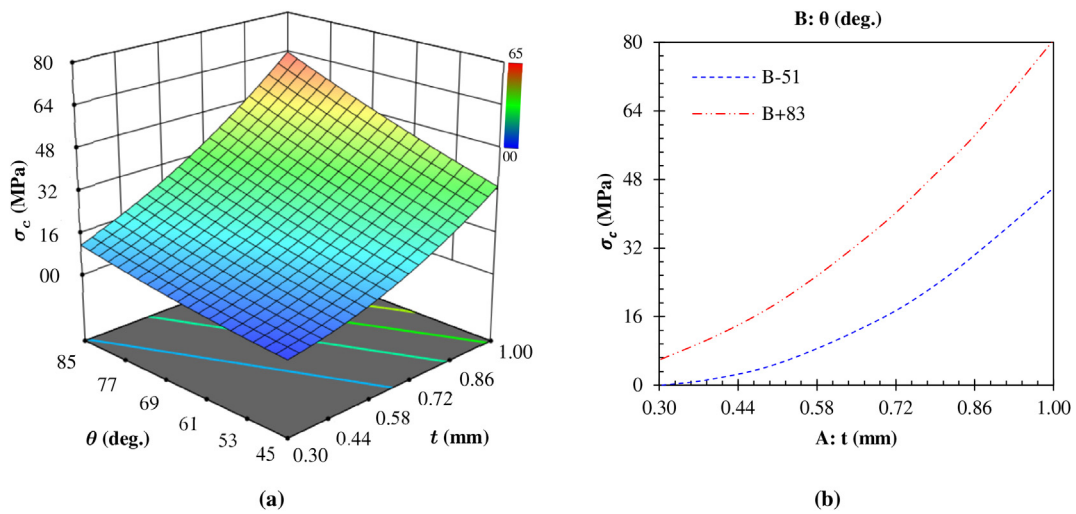 80
64
48
32
16
00
σc (MPa)
65
00
85
77
69
61
53
45
θ (deg.)
0.30
0.44
0.58
0.72
0.86
1.00
t (mm)
(a)
B: θ (deg.)
80
64
48
32
16
0
σc (MPa)
B-51
B+83
0.30 0.44 0.58 0.72 0.86 1.00
A: t (mm)
(b)